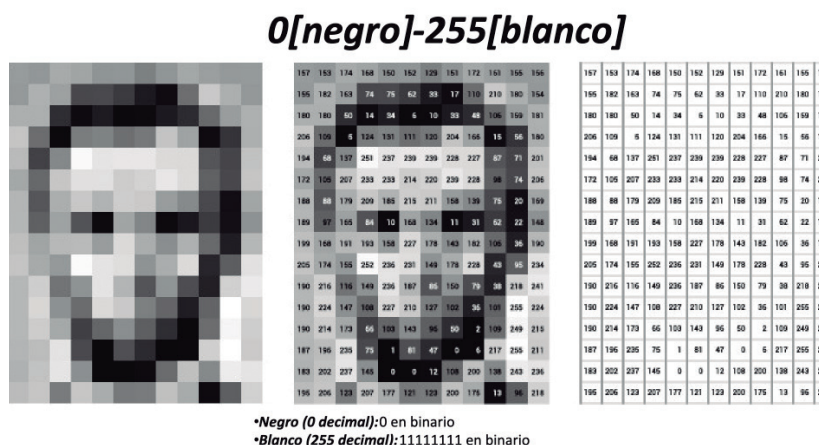 0[negro]-255[blanco]
157 153 174 168 150 152 129 151 172 161 155 156
155 182 163 74 75 62 33 17 110 210 180 154
180 180 50 14 34 6 10 33 48 106 159 181
206 109 5 124 131 111 120 204 166 15 56 180
194 68 137 251 237 239 239 228 227 87 71 201
172 105 207 233 233 214 220 239 228 98 74 206
188 88 179 209 185 215 211 158 139 75 20 169
189 97 165 84 10 168 134 11 31 62 22 148
199 168 191 193 158 227 178 143 182 106 36 190
205 174 155 252 236 231 149 178 228 43 95 234
190 216 116 149 236 187 86 150 79 38 218 241
190 224 147 108 227 210 127 102 36 101 255 224
190 214 173 66 103 143 96 50 2 109 249 215
187 196 235 75 1 81 47 0 6 217 255 211
183 202 237 145 0 0 12 108 200 138 243 236
195 206 123 207 177 121 123 200 175 13 96 218
157 153 174 168 150 152 129 151 172 161 155
155 182 163 74 75 62 33 17 110 210 180
180 180 50 14 34 6 10 33 48 106 159
206 109 5 124 131 111 120 204 166 15 56
194 68 137 251 237 239 239 228 227 87 71
172 105 207 233 233 214 220 239 228 98 74
188 88 179 209 185 215 211 158 139 75 20
189 97 165 84 10 168 134 11 31 62 22
199 168 191 193 158 227 178 143 182 106 36
205 174 155 252 236 231 149 178 228 43 95
190 216 116 149 236 187 86 150 79 38 218
190 224 147 108 227 210 127 102 36 101 255
190 214 173 66 103 143 96 50 2 109 249
187 196 235 75 1 81 47 0 6 217 255
183 202 237 145 0 0 12 108 200 138 243
195 206 123 207 177 121 123 200 175 13 96
•Negro (0 decimal):0 en binario
•Blanco (255 decimal):11111111 en binario